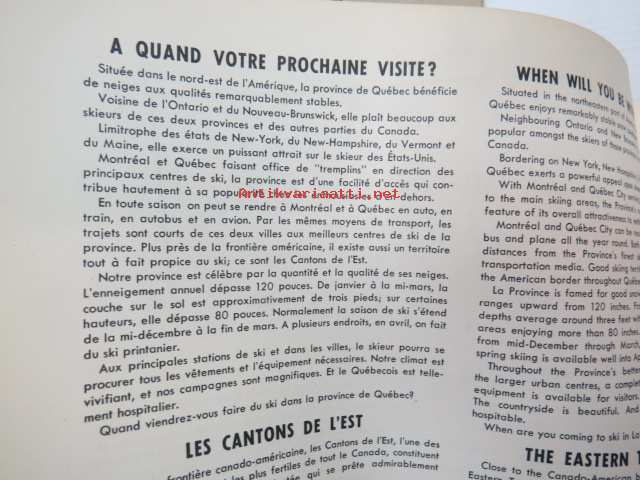 A QUAND VOTRE PROCHAINE VISITE?
Située dans le nord-est de l'Amérique, la province de Québec bénéficie
de neiges aux qualités remarquablement stables.
Voisine de l'Ontario et du Nouveau-Brunswick, elle plaît beaucoup aux
skieurs de ces deux provinces et des autres parties du Canada.
Limitrophe des états de New-York, du New-Hampshire, du Vermont et
du Maine, elle exerce un puissant attrait sur le skieur des États-Unis.
Montréal et Québec faisant office de "tremplins" en direction des
principaux centres de ski, la province est d'une facilité d'accès qui con-
tribue hautement à sa popularité chez en dehors.
Antikvariaatti.net
En toute saison on peut se rendre à Montréal et à Québec en auto, en
train, en autobus et en avion. Par les mêmes moyens de transport, les
trajets sont courts de ces deux villes aux meilleurs centres de ski de la
province. Plus près de la frontière américaine, il existe aussi un territoire
tout à fait propice au ski; ce sont les Cantons de l'Est.
Notre province est célèbre par la quantité et la qualité de ses neiges.
L'enneigement annuel dépasse 120 pouces. De janvier à la mi-mars, la
couche sur le sol est approximativement de trois pieds; sur certaines
hauteurs, elle dépasse 80 pouces. Normalement la saison de ski s'étend
de la mi-décembre à la fin de mars. A plusieurs endroits, en avril, on fait
du ski printanier.
Aux principales stations de ski et dans les villes, le skieur pourra se
procurer tous les vêtements et l'équipement nécessaires. Notre climat est
vivifiant, et nos campagnes sont magnifiques. Et le Québecois est telle-
ment hospitalier.
Quand viendrez-vous faire du ski dans la province de Québec?
LES CANTONS DE L'EST
frontière canado-américaine, les Cantons de l'Est, l'une des
les plus fertiles de tout le Canada, constituent
qui se prête admirablement
WHEN WILL YOU BE
Situated in the northeastern part of
Québec enjoys remarkably stable snow
Neighbouring Ontario and New
popular amongst the skiers of those
Canada.
Bordering on New York, New Hampshire
Québec exerts a powerful appeal
With Montréal and Québec City serving
to the main skiing areas, the Province
feature of its overall attractiveness to
Montréal and Québec City can be
bus and plane all the year round.
distances from the Province's finest
transportation media. Good skiing
the American border throughout Québec
La Province is famed for good snow
ranges upward from 120 inches.
depths average around three feet with
areas enjoying more than 80 inches.
from mid-December through March,
spring skiing is available well into
Throughout the Province's better
the larger urban centres, a complete
equipment is available for visitors.
The countryside is beautiful. And
hospitable.
When are you coming to ski in La
THE EASTERN
Close to the Canadian-American